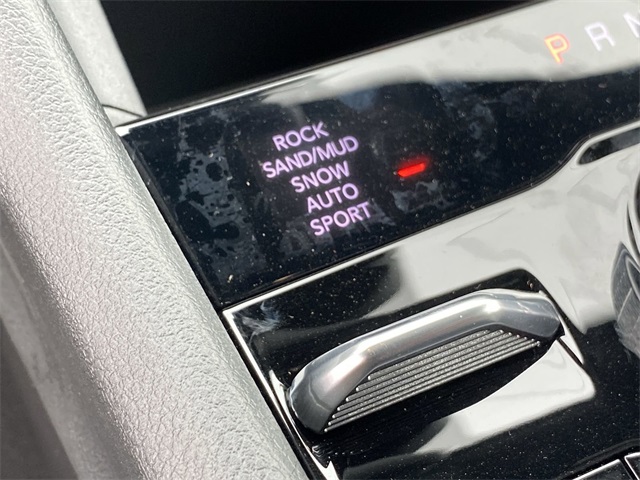 P R N
ROCK
SAND/MUD
SNOW
AUTO
SPORT